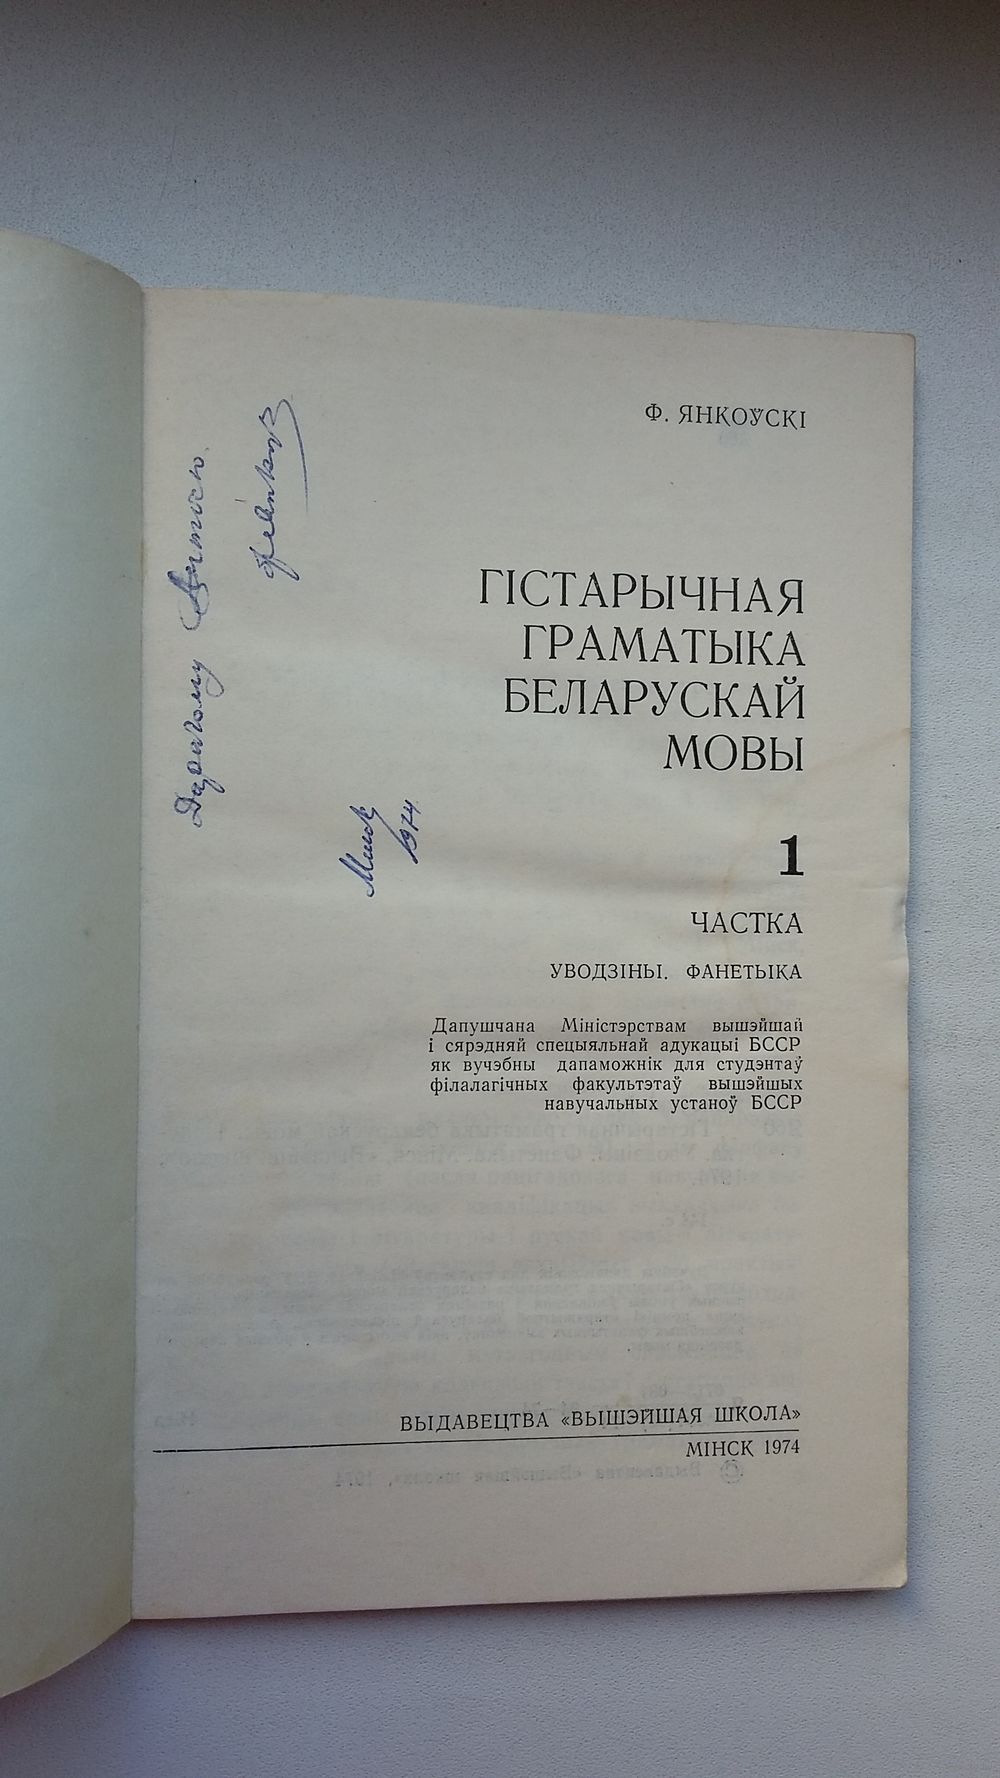 Ф. ЯНКОЎСКІ
ГІСТАРЫЧНАЯ
ГРАМАТЫКА
БЕЛАРУСКАЙ
МОВЫ
1
ЧАСТКА
УВОДЗІНЫ. ФАНЕТЫКА
Дапушчана Міністэрствам вышэйшай
і сярэдняй спецыяльнай адукацыі БССР
як вучэбны дапаможнік для студэнтаў
філалагічных факультэтаў вышэйшых
навучальных устаноў БССР
ВЫДАВЕЦТВА «ВЫШЭЙШАЯ ШКОЛА»
МІНСК 1974
Дарагому
Мінск
1974